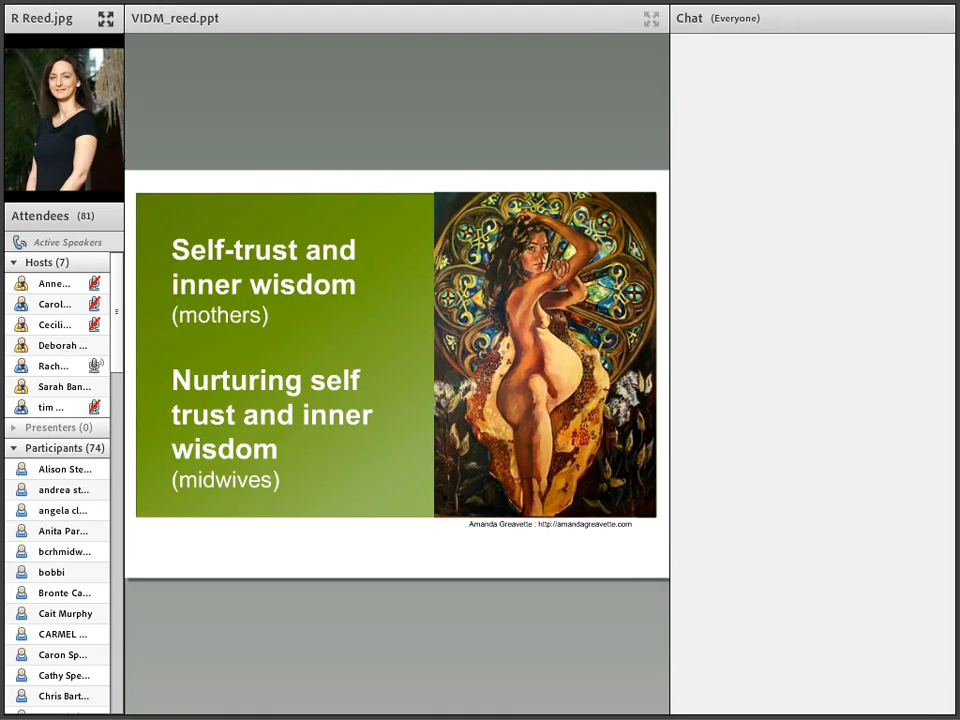 R Reed.jpg
VIDM_reed.ppt
Chat (Everyone)
Attendees (81)
Active Speakers
Hosts (7)
Anne...
Carol...
Cecili...
Deborah ...
Rach...
Sarah Ban...
tim ...
Presenters (0)
Participants (74)
Alison Ste...
andrea st...
angela cl...
Anita Par...
bcrhmidw...
bobbi
Bronte Ca...
Cait Murphy
CARMEL ...
Caron Sp...
Cathy Spe...
Chris Bart...
Self-trust and
inner wisdom
(mothers)
Nurturing self
trust and inner
wisdom
(midwives)
Amanda Greavette : http://amandagreavette.com